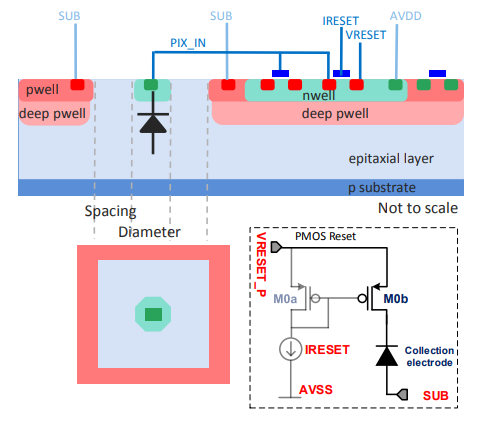 SUB
SUB
IRESET
AVDD
VRESET
PIX_IN
pwell
nwell
deep pwell
deep pwell
epitaxial layer
p substrate
Spacing
Not to scale
Diameter
PMOS Reset
VRESET_P
M0a
M0b
IRESET
Collection
electrode
AVSS
SUB